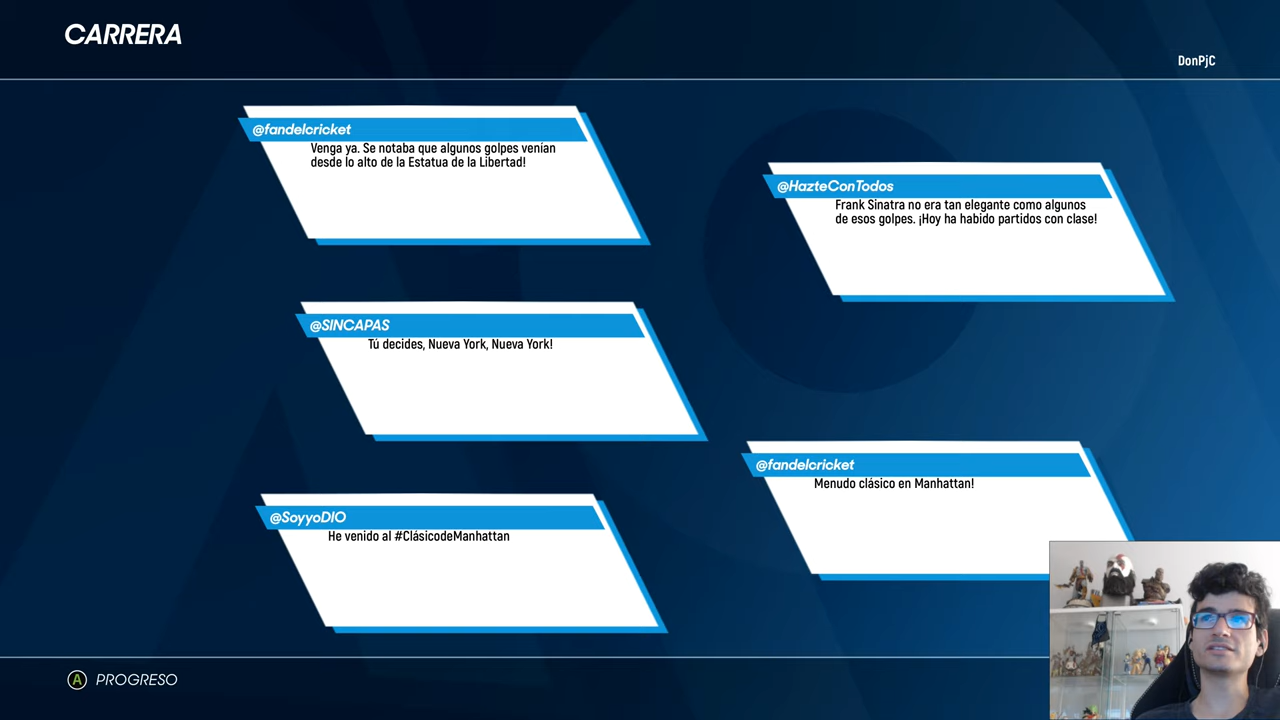 CARRERA
DonPjC
@fandelcricket
Venga ya. Se notaba que algunos golpes venían
desde lo alto de la Estatua de la Libertad!
@HazteConTodos
Frank Sinatra no era tan elegante como algunos
de esos golpes. ¡Hoy ha habido partidos con clase!
@SINCAPAS
Tú decides, Nueva York, Nueva York!
@fandelcricket
Menudo clásico en Manhattan!
@SoyyoDIO
He venido al #ClásicodeManhattan
A PROGRESO